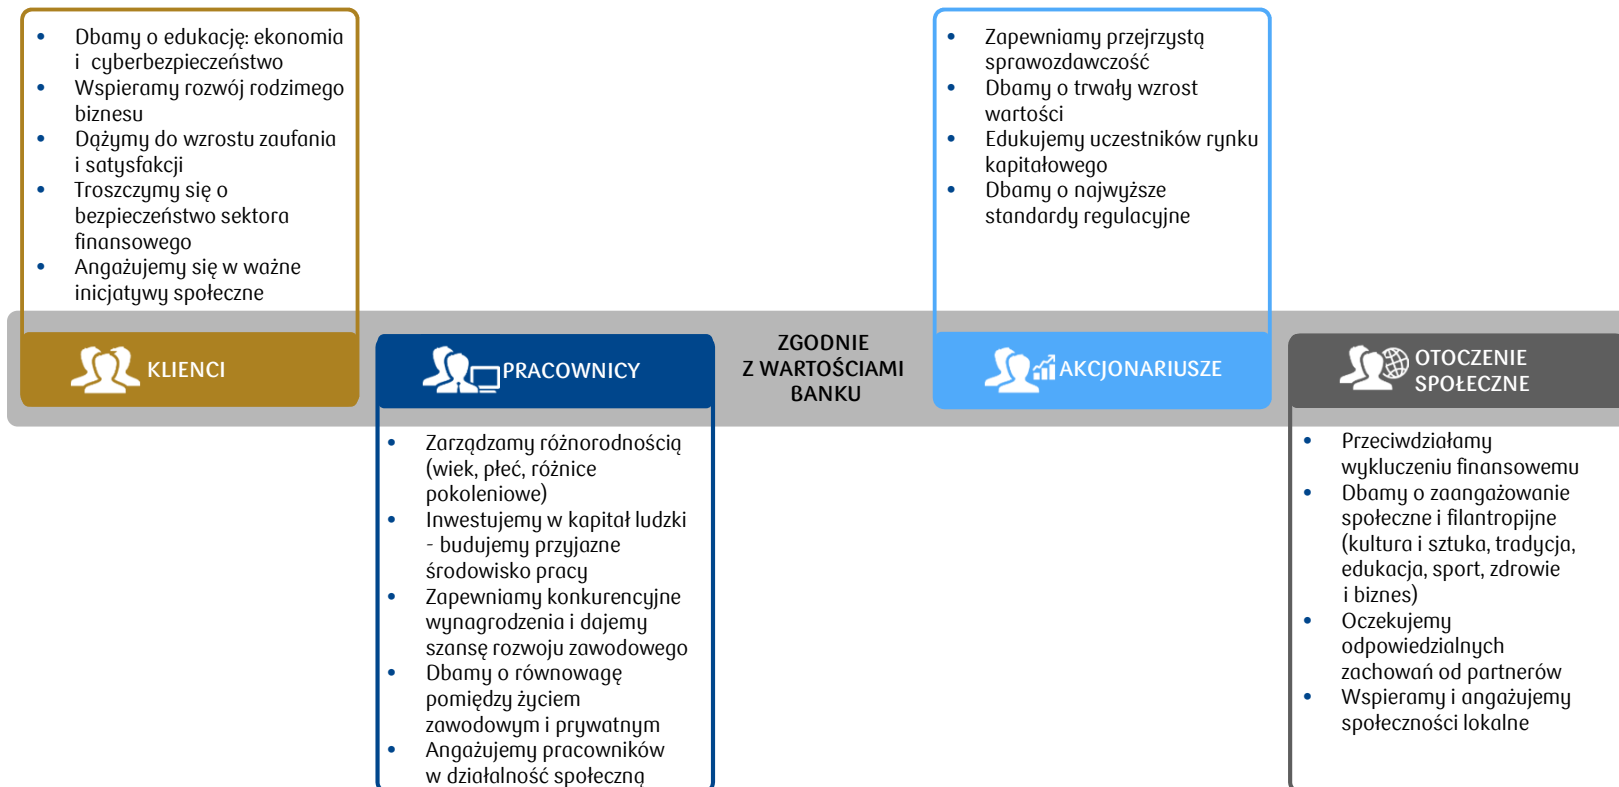 • Dbamy o edukację: ekonomia
i cyberbezpieczeństwo
• Wspieramy rozwój rodzimego
biznesu
• Dążymy do wzrostu zaufania
i satysfakcji
• Troszczymy się o
bezpieczeństwo sektora
finansowego
• Angażujemy się w ważne
inicjatywy społeczne
KLIENCI
PRACOWNICY
• Zarządzamy różnorodnością
(wiek, płeć, różnice
pokoleniowe)
• Inwestujemy w kapitał ludzki
- budujemy przyjazne
środowisko pracy
• Zapewniamy konkurencyjne
wynagrodzenia i dajemy
szansę rozwoju zawodowego
• Dbamy o równowagę
pomiędzy życiem
zawodowym i prywatnym
• Angażujemy pracowników
w działalność społeczną
ZGODNIE
Z WARTOŚCIAMI
BANKU
• Zapewniamy przejrzystą
sprawozdawczość
• Dbamy o trwały wzrost
wartości
• Edukujemy uczestników rynku
kapitałowego
• Dbamy o najwyższe
standardy regulacyjne
AKCJONARIUSZE
OTOCZENIE
SPOŁECZNE
• Przeciwdziałamy
wykluczeniu finansowemu
• Dbamy o zaangażowanie
społeczne i filantropijne
(kultura i sztuka, tradycja,
edukacja, sport, zdrowie
i biznes)
• Oczekujemy
odpowiedzialnych
zachowań od partnerów
• Wspieramy i angażujemy
społeczności lokalne